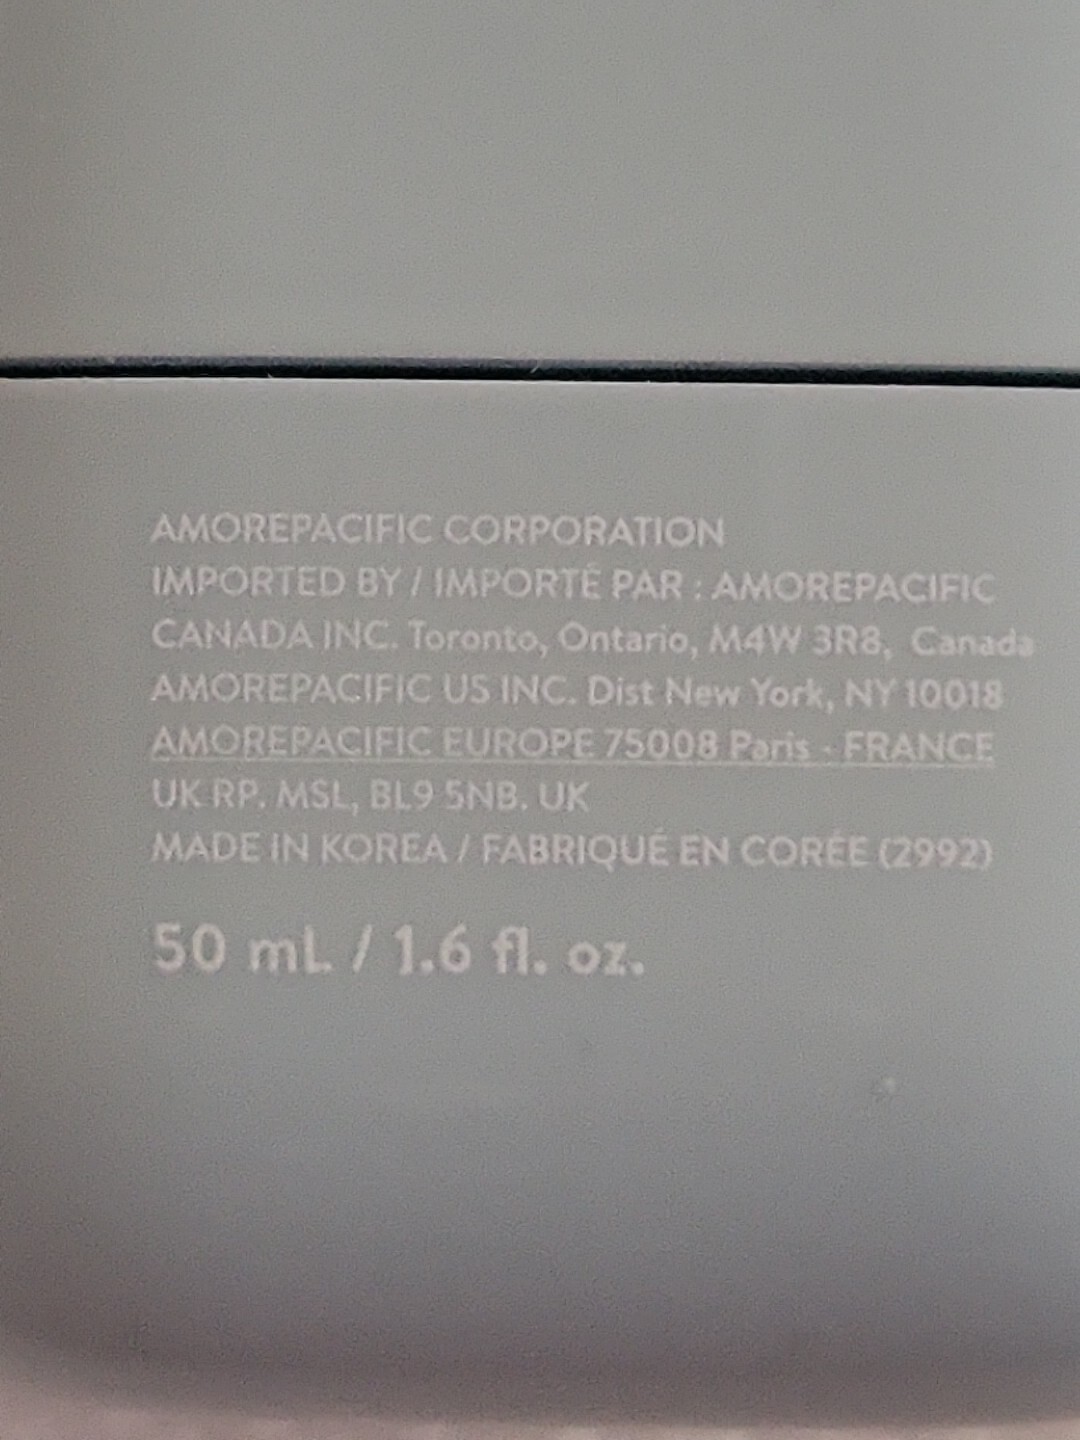 AMOREPACIFIC CORPORATION
IMPORTED BY / IMPORTÉ PAR : AMOREPACIFIC
CANADA INC. Toronto, Ontario, M4W 3R8, Canada
AMOREPACIFIC US INC. Dist New York, NY 10018
AMOREPACIFIC EUROPE 75008 Paris - FRANCE
UK RP. MSL, BL9 5NB. UK
MADE IN KOREA / FABRIQUÉ EN CORÉE (2992)
50 mL / 1.6 fl. oz.